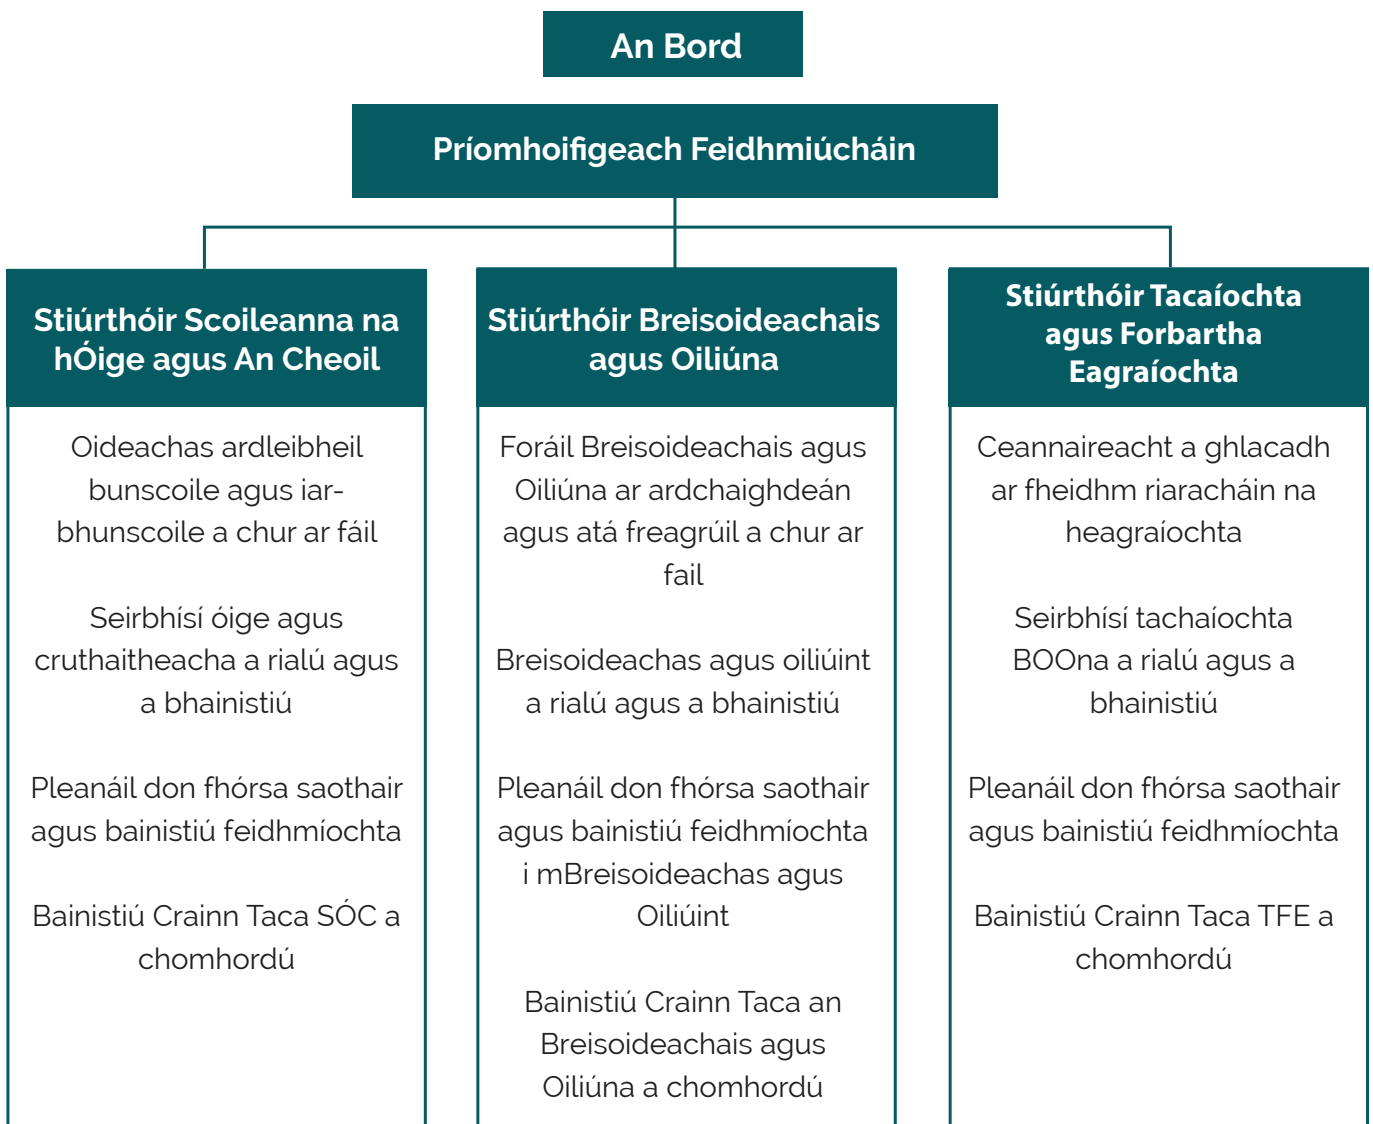 An Bord
Príomhoifigeach Feidhmiúcháin
Stiúrthóir Scoileanna na
hÓige agus An Cheoil
Oideachas ardleibheil
bunscoile agus iar-
bhunscoile a chur ar fáil
Seirbhísí óige agus
cruthaitheacha a rialú agus
a bhainistiú
Pleanáil don fhórsa saothair
agus bainistiú feidhmíochta
Bainistiú Crainn Taca SÓC a
chomhordú
Stiúrthóir Breisoideachais
agus Oiliúna
Foráil Breisoideachais agus
Oiliúna ar ardchaighdeán
agus atá freagrúil a chur ar
fail
Breisoideachas agus oiliúint
a rialú agus a bhainistiú
Pleanáil don fhórsa saothair
agus bainistiú feidhmíochta
i mBreisoideachas agus
Oiliúint
Bainistiú Crainn Taca an
Breisoideachais agus
Oiliúna a chomhordú
Stiúrthóir Tacaíochta
agus Forbartha
Eagraíochta
Ceannaireacht a ghlacadh
ar fheidhm riaracháin na
heagraíochta
Seirbhísí tachaíochta
BOOna a rialú agus a
bhainistiú
Pleanáil don fhórsa saothair
agus bainistiú feidhmíochta
Bainistiú Crainn Taca TFE a
chomhordú